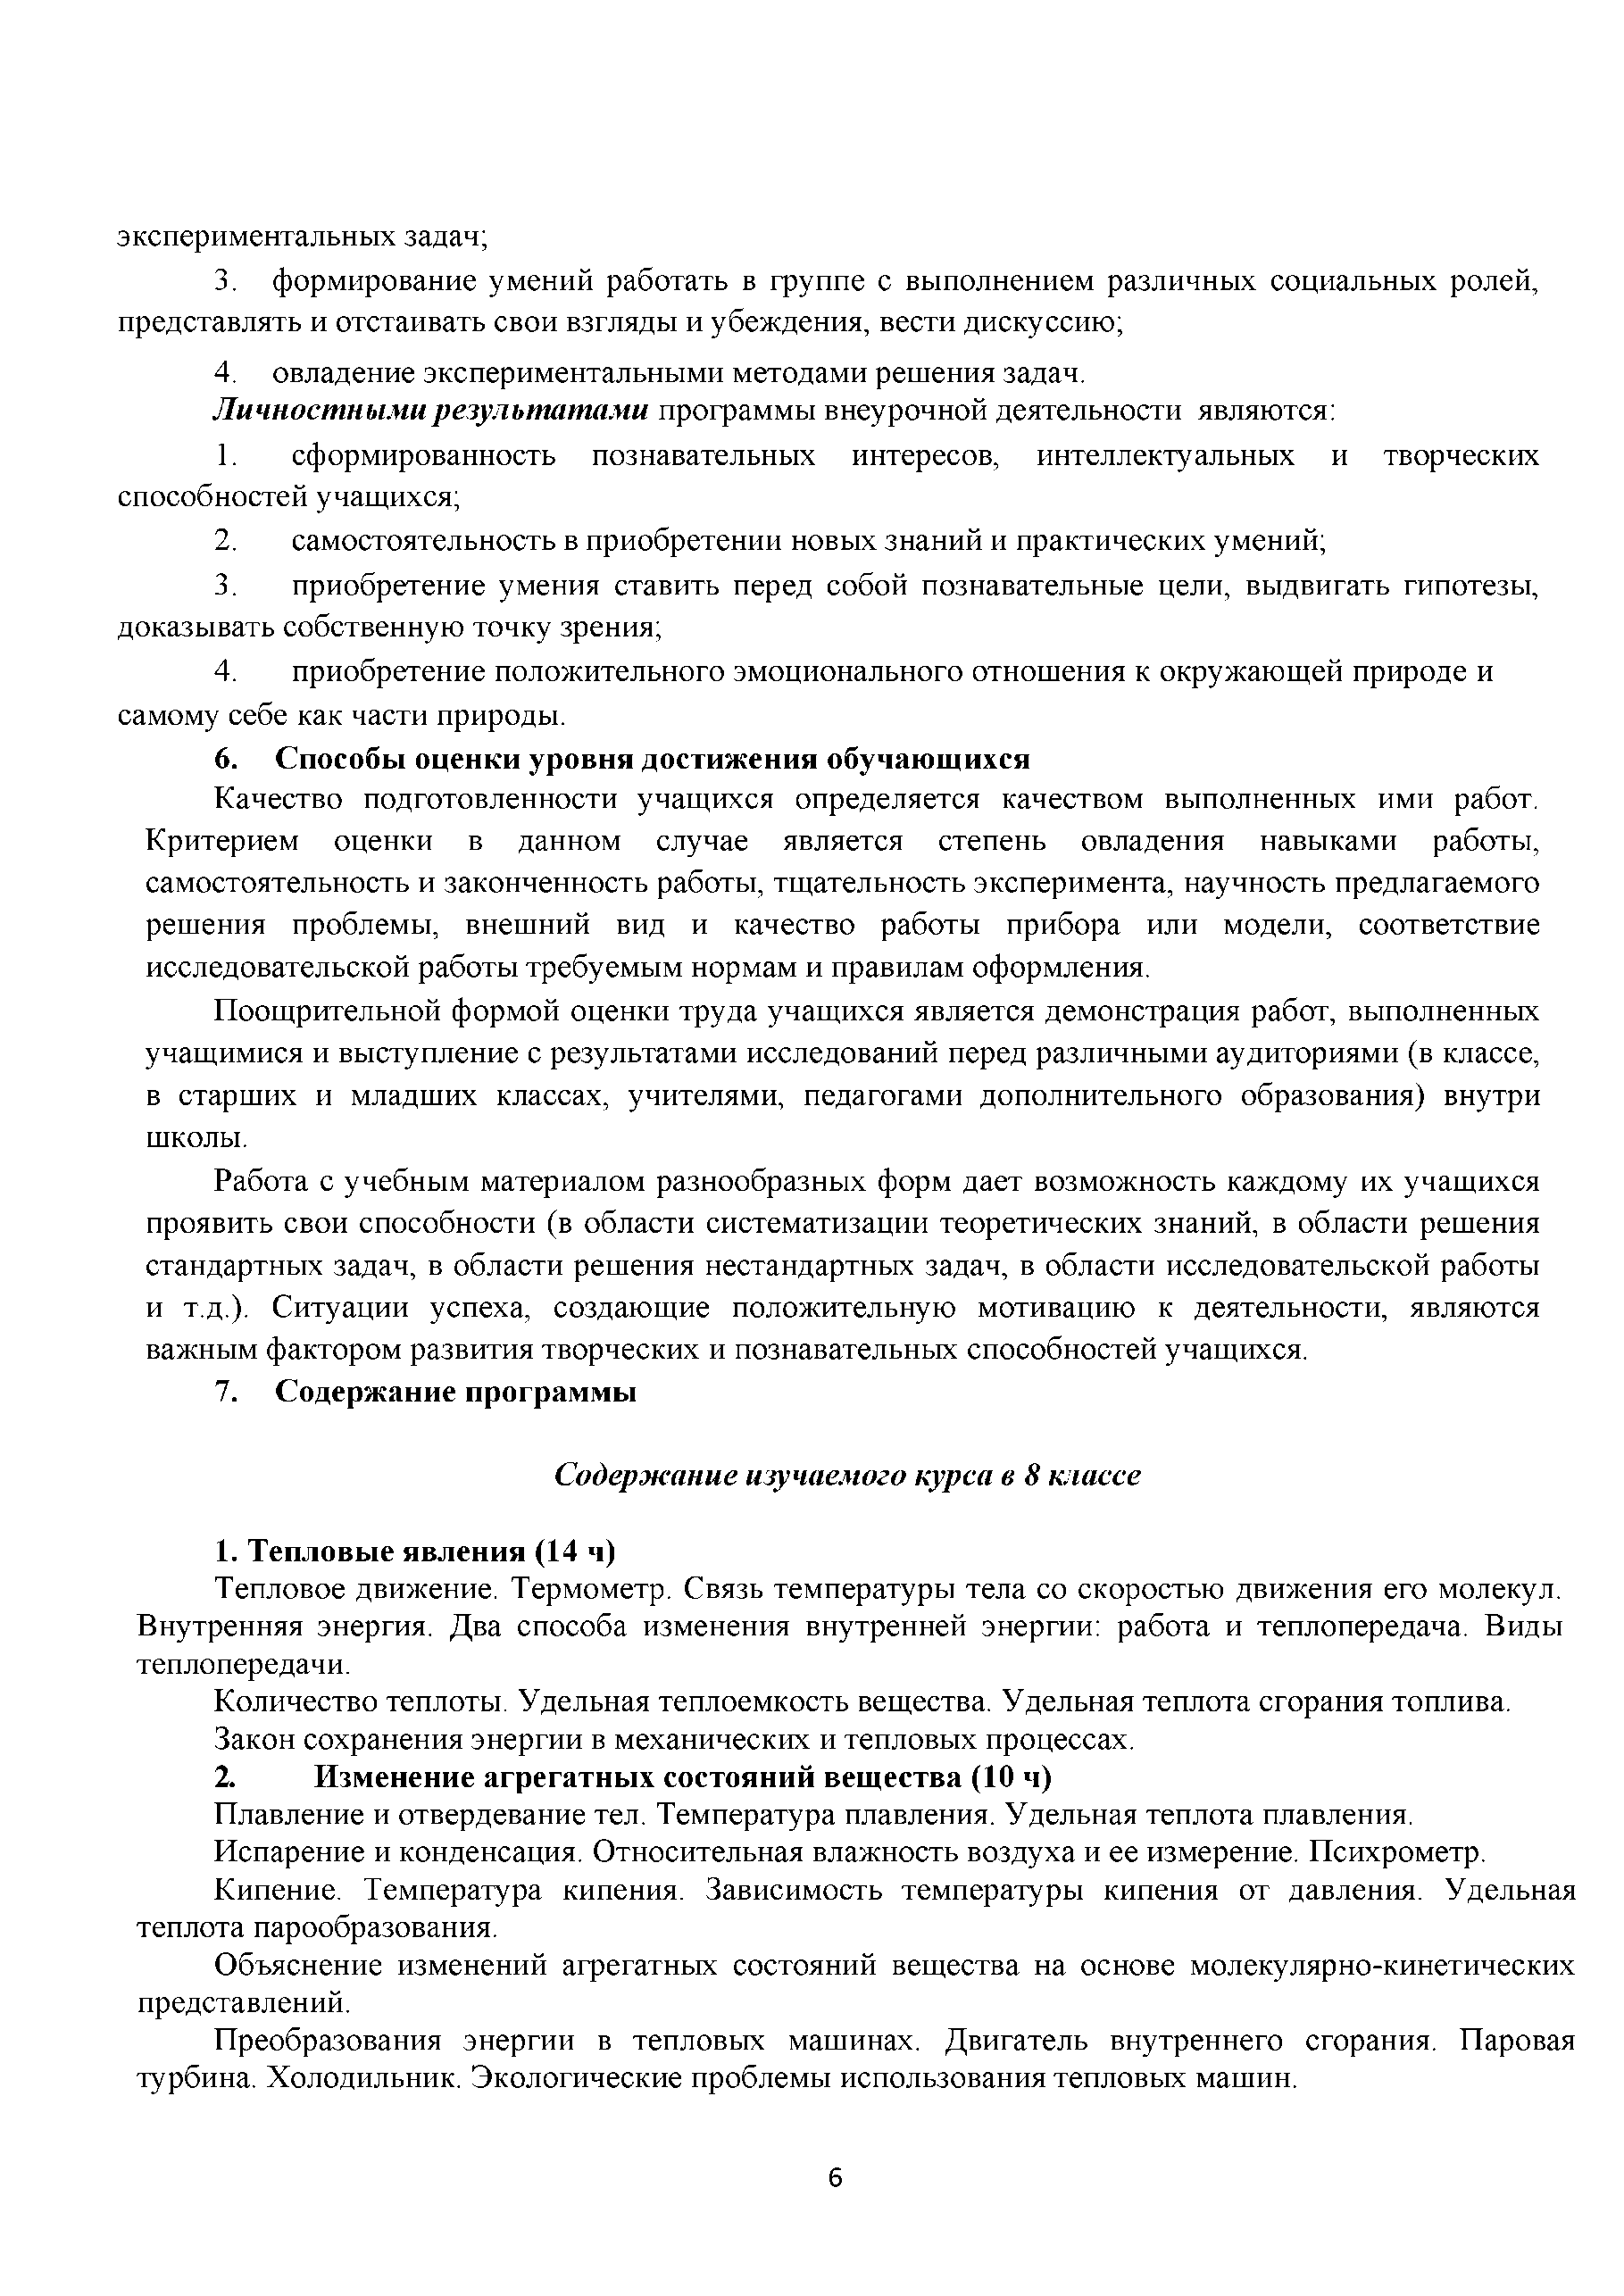 экспериментальных задач;
3. формирование умений работать в группе с выполнением различных социальных ролей,
представлять и отстаивать свои взгляды и убеждения, вести дискуссию;
4. овладение экспериментальными методами решения задач.
Личностными результатами программы внеурочной деятельности являются:
1. сформированность познавательных интересов, интеллектуальных и творческих
способностей учащихся;
2. самостоятельность в приобретении новых знаний и практических умений;
3. приобретение умения ставить перед собой познавательные цели, выдвигать гипотезы,
доказывать собственную точку зрения;
4. приобретение положительного эмоционального отношения к окружающей природе и
самому себе как части природы.
6. Способы оценки уровня достижения обучающихся
Качество подготовленности учащихся определяется качеством выполненных ими работ.
Критерием оценки в данном случае является степень овладения навыками работы,
самостоятельность и законченность работы, тщательность эксперимента, научность предлагаемого
решения проблемы, внешний вид и качество работы прибора или модели, соответствие
исследовательской работы требуемым нормам и правилам оформления.
Поощрительной формой оценки труда учащихся является демонстрация работ, выполненных
учащимися и выступление с результатами исследований перед различными аудиториями (в классе,
в старших и младших классах, учителями, педагогами дополнительного образования) внутри
школы.
Работа с учебным материалом разнообразных форм дает возможность каждому их учащихся
проявить свои способности (в области систематизации теоретических знаний, в области решения
стандартных задач, в области решения нестандартных задач, в области исследовательской работы
и т.д.). Ситуации успеха, создающие положительную мотивацию к деятельности, являются
важным фактором развития творческих и познавательных способностей учащихся.
7. Содержание программы
Содержание изучаемого курса в 8 классе
1. Тепловые явления (14 ч)
Тепловое движение. Термометр. Связь температуры тела со скоростью движения его молекул.
Внутренняя энергия. Два способа изменения внутренней энергии: работа и теплопередача. Виды
теплопередачи.
Количество теплоты. Удельная теплоемкость вещества. Удельная теплота сгорания топлива.
Закон сохранения энергии в механических и тепловых процессах.
2. Изменение агрегатных состояний вещества (10 ч)
Плавление и отвердевание тел. Температура плавления. Удельная теплота плавления.
Испарение и конденсация. Относительная влажность воздуха и ее измерение. Психрометр.
Кипение. Температура кипения. Зависимость температуры кипения от давления. Удельная
теплота парообразования.
Объяснение изменений агрегатных состояний вещества на основе молекулярно-кинетических
представлений.
Преобразования энергии в тепловых машинах. Двигатель внутреннего сгорания. Паровая
турбина. Холодильник. Экологические проблемы использования тепловых машин.
6